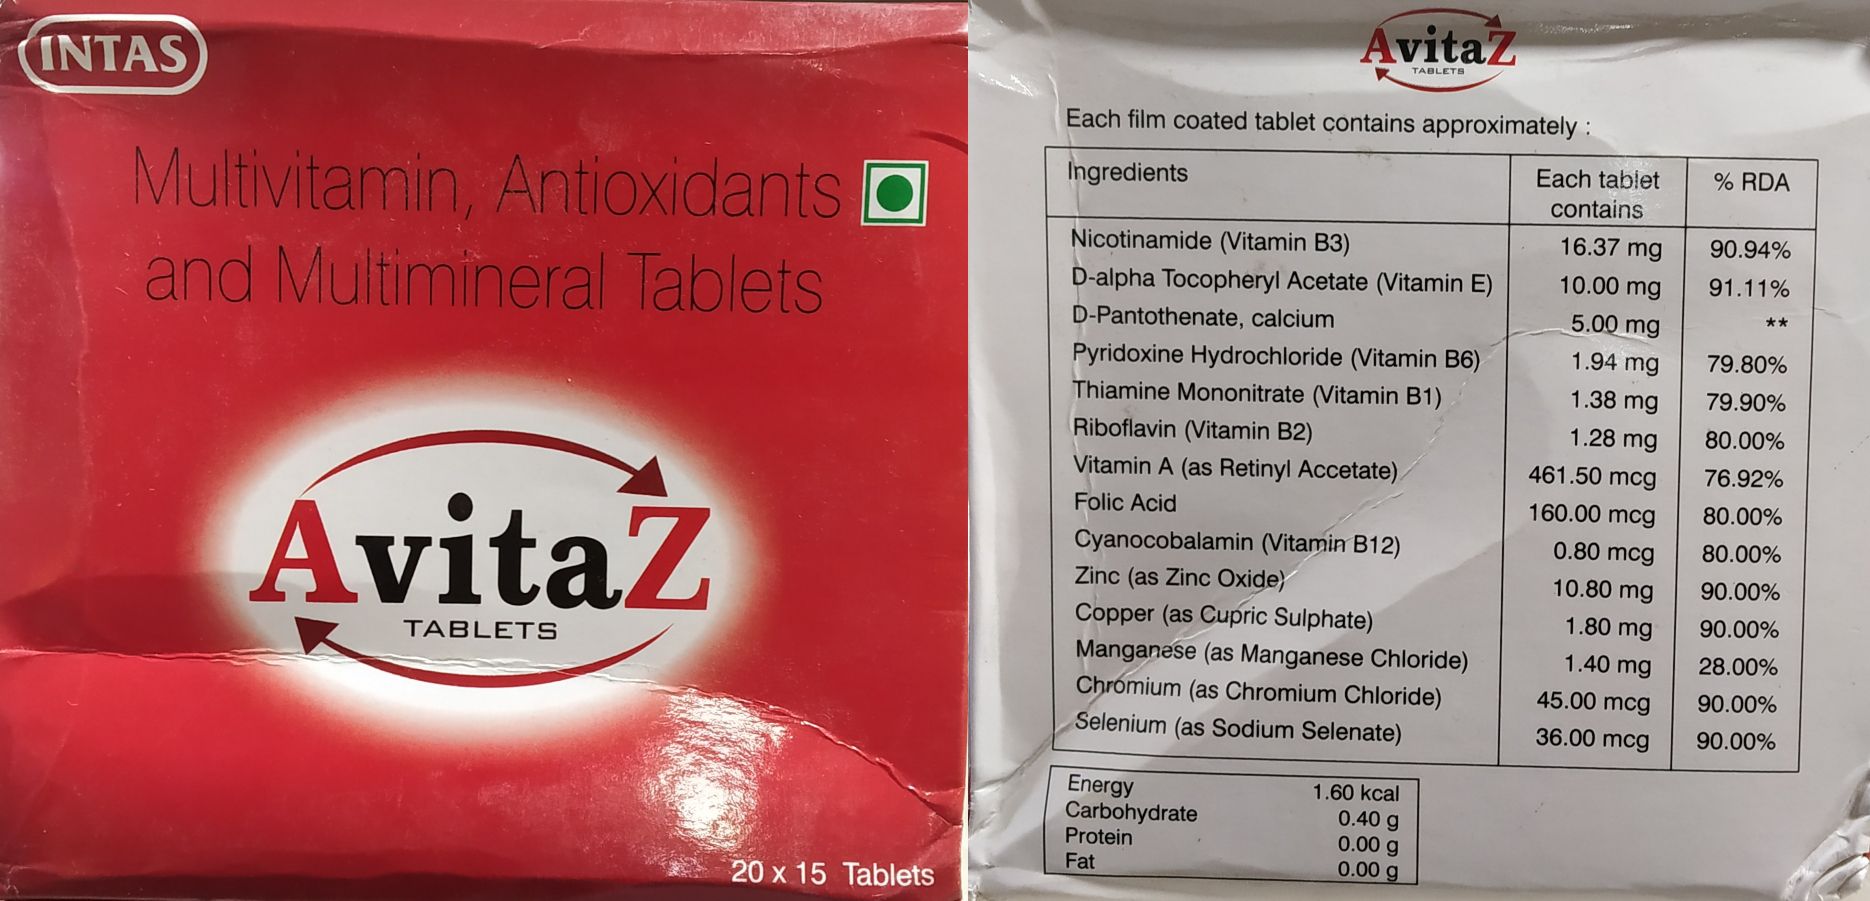 INTAS
Multivitamin, Antioxidants
and Multimineral Tablets
AvitaZ
TABLETS
20 x 15 Tablets
AvitaZ
TABLETS
Each film coated tablet contains approximately :
Ingredients Each tablet contains % RDA
Nicotinamide (Vitamin B3) 16.37 mg 90.94%
D-alpha Tocopheryl Acetate (Vitamin E) 10.00 mg 91.11%
D-Pantothenate, calcium 5.00 mg **
Pyridoxine Hydrochloride (Vitamin B6) 1.94 mg 79.80%
Thiamine Mononitrate (Vitamin B1) 1.38 mg 79.90%
Riboflavin (Vitamin B2) 1.28 mg 80.00%
Vitamin A (as Retinyl Accetate) 461.50 mcg 76.92%
Folic Acid 160.00 mcg 80.00%
Cyanocobalamin (Vitamin B12) 0.80 mcg 80.00%
Zinc (as Zinc Oxide) 10.80 mg 90.00%
Copper (as Cupric Sulphate) 1.80 mg 90.00%
Manganese (as Manganese Chloride) 1.40 mg 28.00%
Chromium (as Chromium Chloride) 45.00 mcg 90.00%
Selenium (as Sodium Selenate) 36.00 mcg 90.00%
Energy 1.60 kcal
Carbohydrate 0.40 g
Protein 0.00 g
Fat 0.00 g